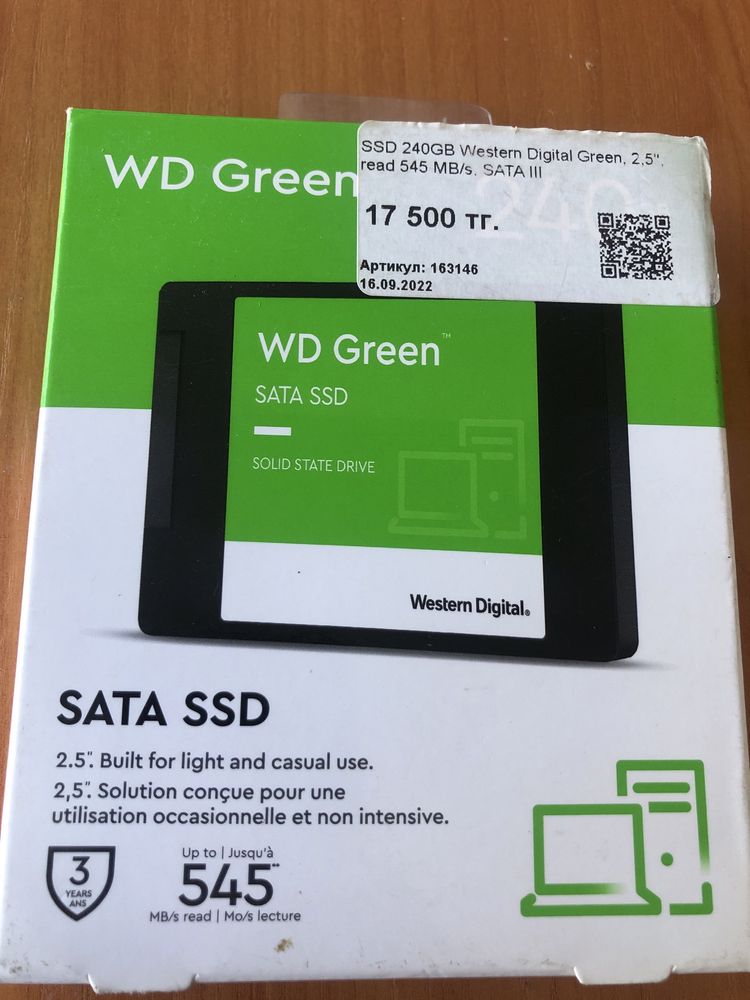 WD Green
SSD 240GB Western Digital Green, 2,5",
read 545 MB/s, SATA III
240
17 500 тг.
Артикул: 163146
16.09.2022
WD Green™
SATA SSD
SOLID STATE DRIVE
Western Digital®
SATA SSD
2.5". Built for light and casual use.
2,5". Solution conçue pour une
utilisation occasionnelle et non intensive.
3
YEARS
ANS
Up to | Jusqu'à
545**
MB/s read | Mo/s lecture